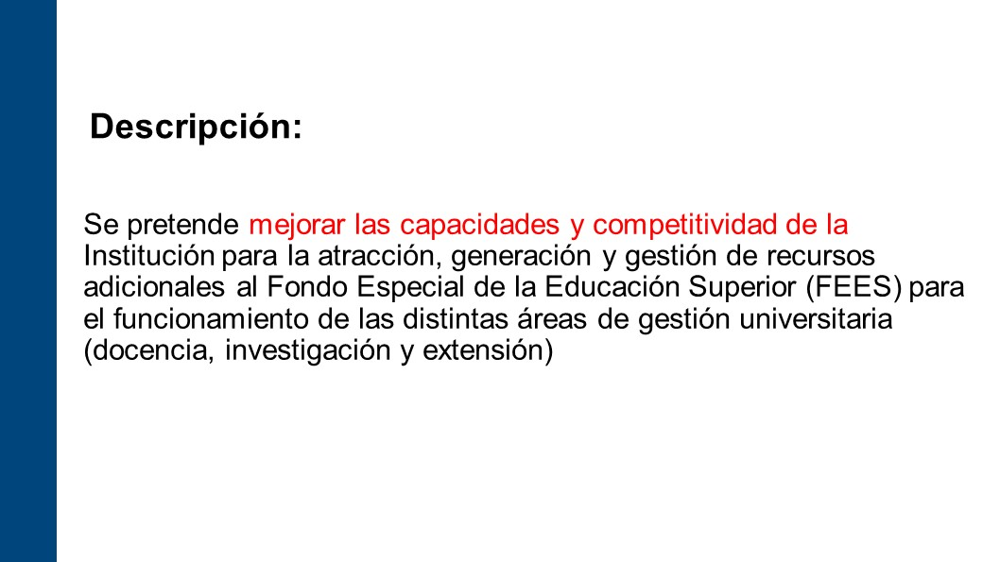 Descripción:
Se pretende mejorar las capacidades y competitividad de la
Institución para la atracción, generación y gestión de recursos
adicionales al Fondo Especial de la Educación Superior (FEES) para
el funcionamiento de las distintas áreas de gestión universitaria
(docencia, investigación y extensión)